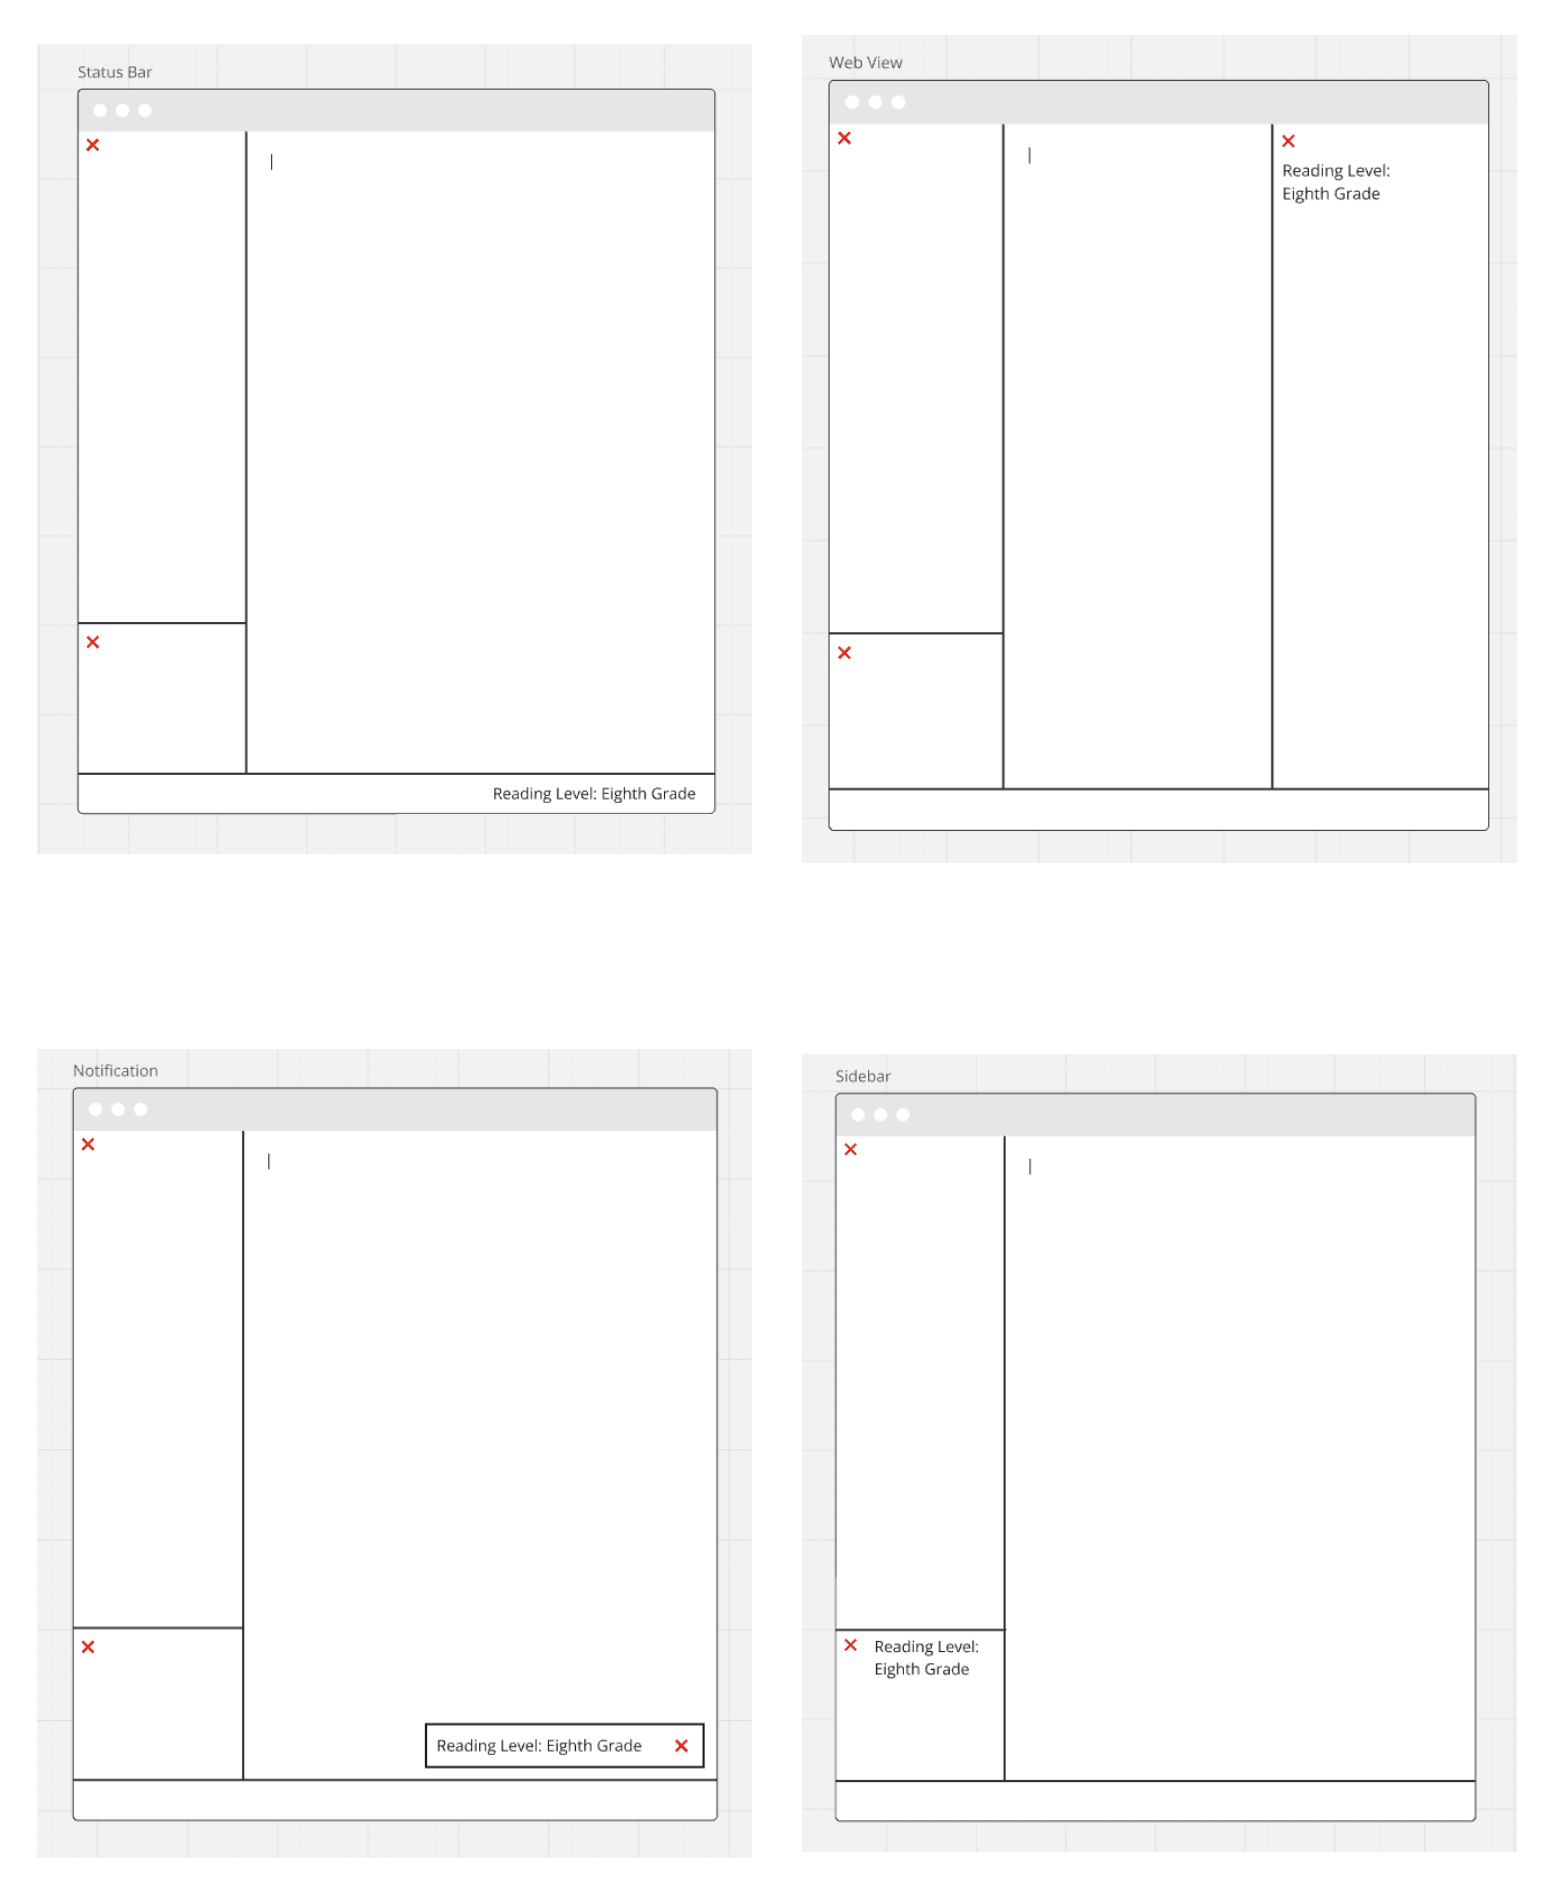 Status Bar
Reading Level: Eighth Grade
Web View
Reading Level:
Eighth Grade
Notification
Reading Level: Eighth Grade
Sidebar
Reading Level:
Eighth Grade